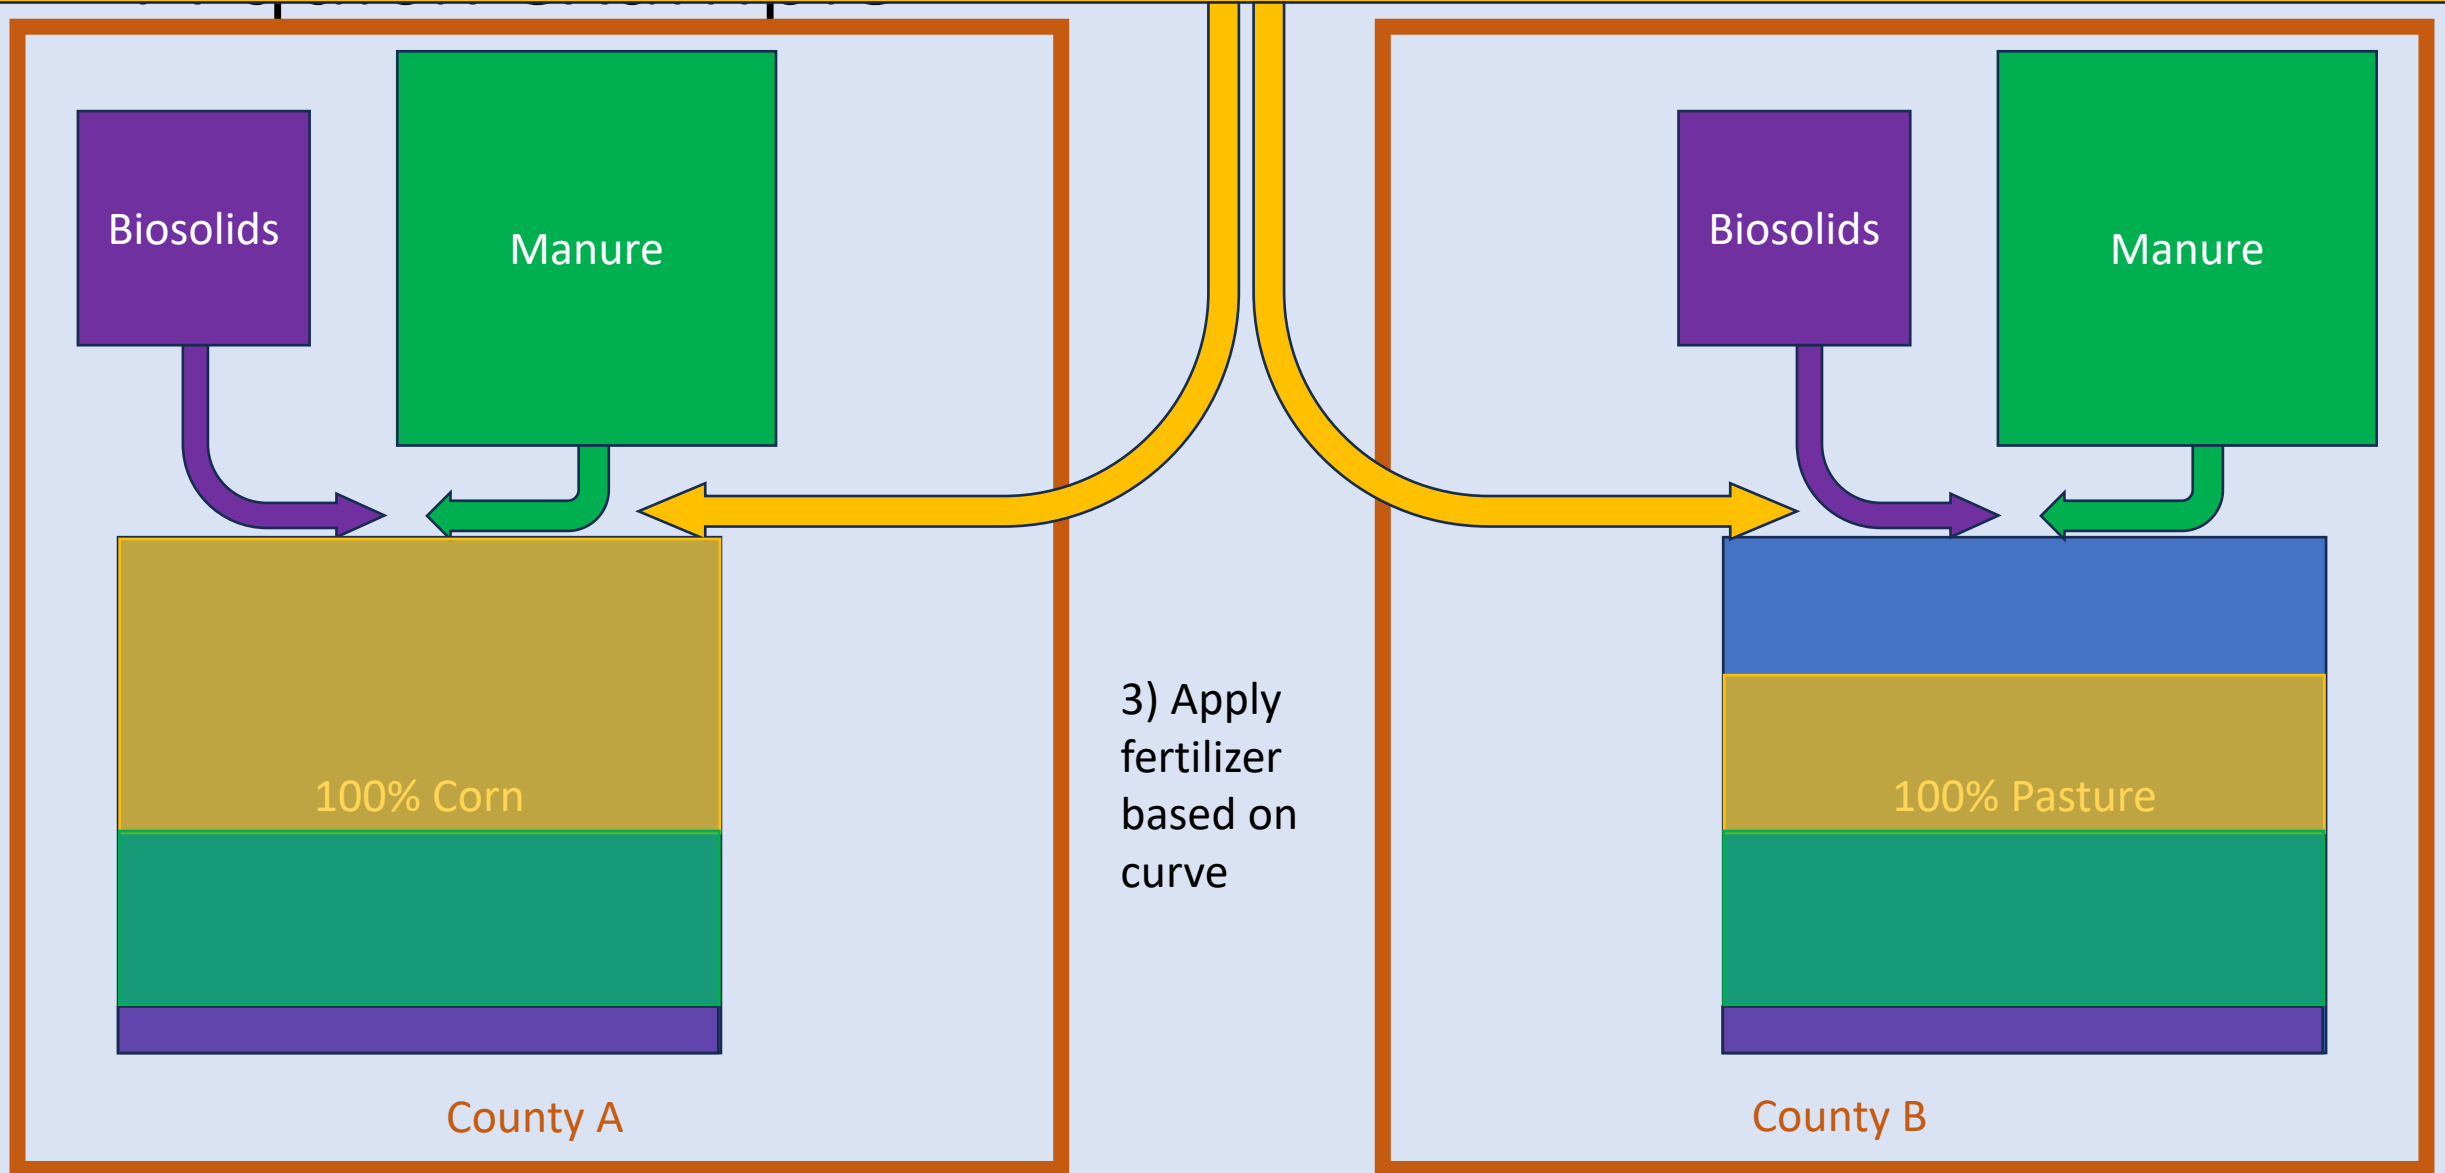 Biosolids
Manure
Biosolids
Manure
3) Apply
fertilizer
based on
curve
100% Corn
100% Pasture
County A
County B